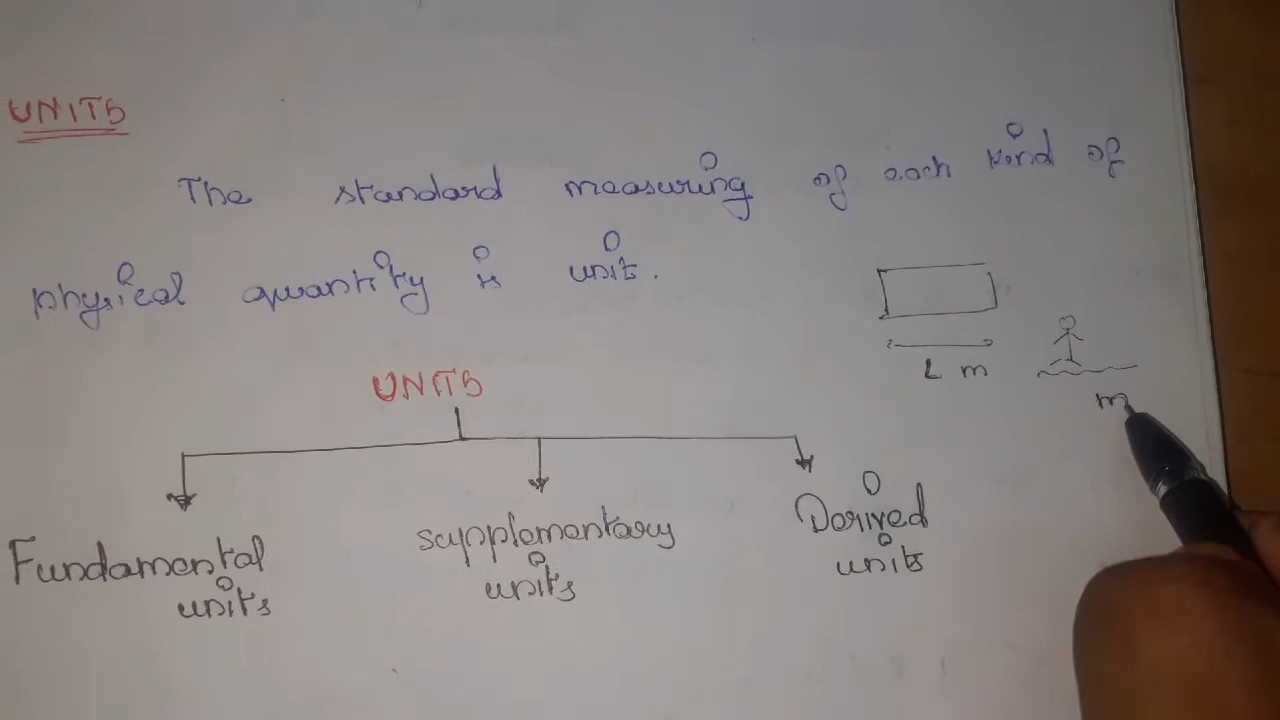 UNITS
The standard measuring of each kind of
physical quantity is unit.
L m
m
UNITS
Fundamental
units
supplementary
units
Derived
units